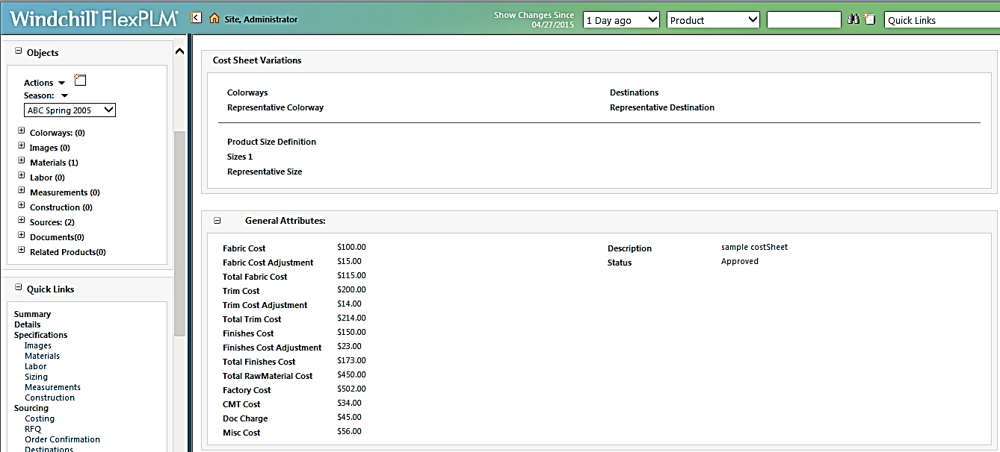 Windchill FlexPLM
Site, Administrator
Show Changes Since
04/27/2015
1 Day ago
Product
Quick Links
Objects
Actions
Season:
ABC Spring 2005
Colorways: (0)
Images (0)
Materials (1)
Labor (0)
Measurements (0)
Construction (0)
Sources: (2)
Documents(0)
Related Products(0)
Quick Links
Summary
Details
Specifications
Images
Materials
Labor
Sizing
Measurements
Construction
Sourcing
Costing
RFQ
Order Confirmation
Destinations
Cost Sheet Variations
Colorways Destinations
Representative Colorway Representative Destination
Product Size Definition
Sizes 1
Representative Size
General Attributes:
Fabric Cost $100.00 Description sample costSheet
Fabric Cost Adjustment $15.00 Status Approved
Total Fabric Cost $115.00
Trim Cost $200.00
Trim Cost Adjustment $14.00
Total Trim Cost $214.00
Finishes Cost $150.00
Finishes Cost Adjustment $23.00
Total Finishes Cost $173.00
Total RawMaterial Cost $450.00
Factory Cost $502.00
CMT Cost $34.00
Doc Charge $45.00
Misc Cost $56.00